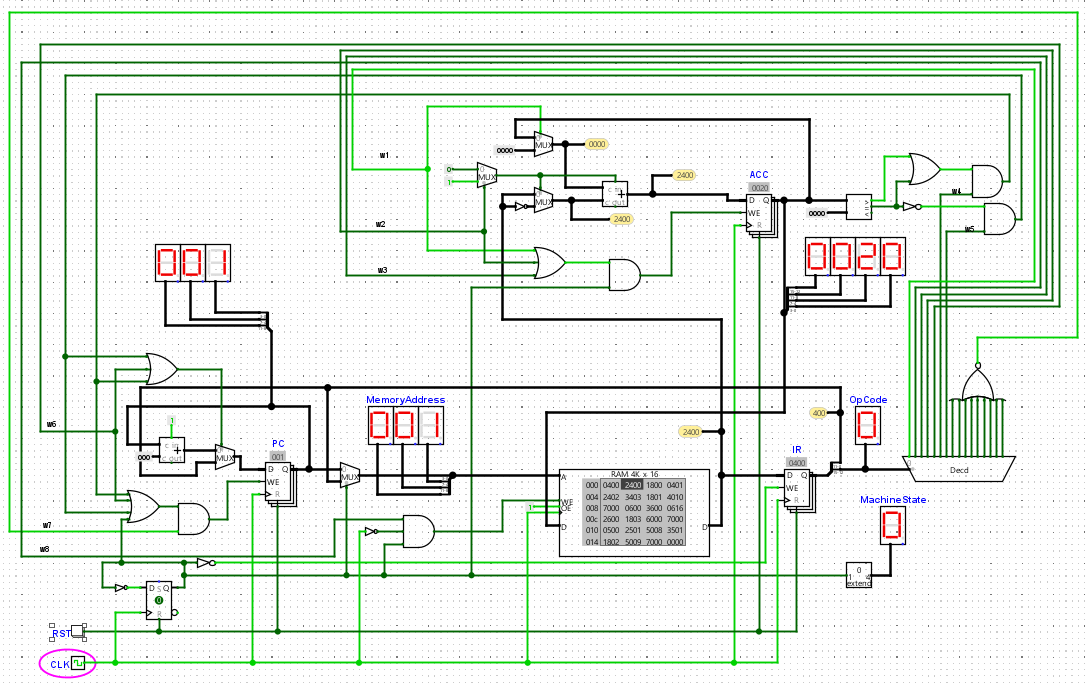 w1
MUX
0000
0000
0
1
MUX
2400
MUX
2400
ACC
0020
D Q
WE
R
0000
>
=
<
w4
w5
w2
w3
001
0020
MemoryAddress
001
400
OpCode
0
w6
1
000
MUX
PC
001
D Q
WE
R
MUX
2400
IR
0400
D Q
WE
R
Decd
RAM 4K x 16
A
WE
OE
D
D
1
000 0400 2400 1800 0401
004 2402 3403 1801 4010
008 7000 0600 3600 0616
00c 2600 1803 6000 7000
010 0500 2501 5008 3501
014 1802 5009 7000 0000
MachineState
0
w7
w8
D S Q
0
R
0
1 4
extend
RST
CLK